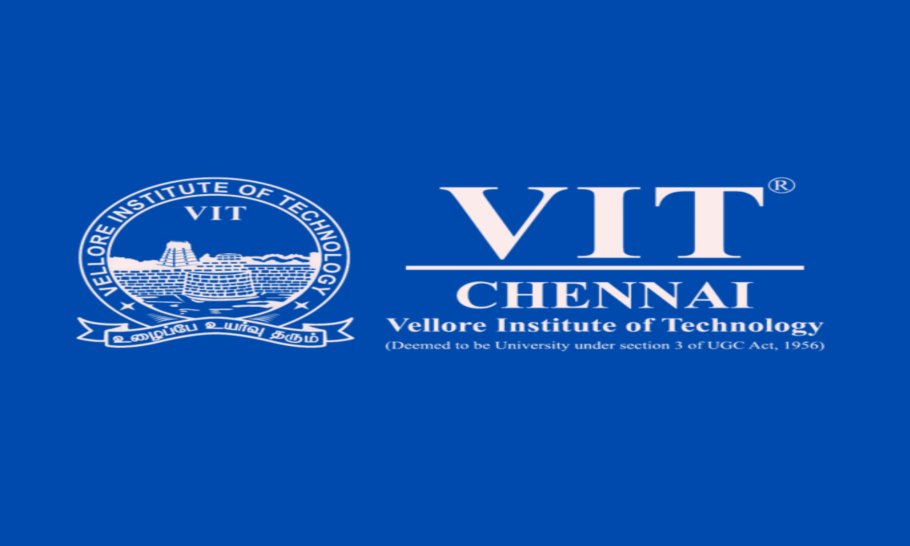 VELLORE INSTITUTE OF TECHNOLOGY
VIT
உழைப்பே உயர்வு தரும்
VIT®
CHENNAI
Vellore Institute of Technology
(Deemed to be University under section 3 of UGC Act, 1956)